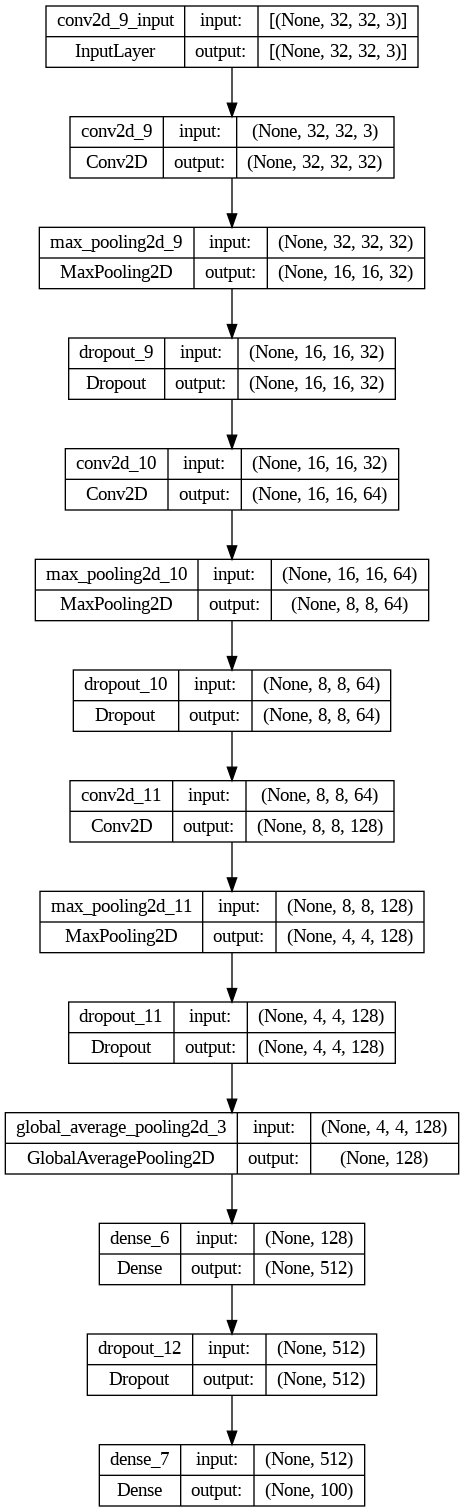 conv2d_9_input input: [(None, 32, 32, 3)]
InputLayer output: [(None, 32, 32, 3)]
conv2d_9 input: (None, 32, 32, 3)
Conv2D output: (None, 32, 32, 32)
max_pooling2d_9 input: (None, 32, 32, 32)
MaxPooling2D output: (None, 16, 16, 32)
dropout_9 input: (None, 16, 16, 32)
Dropout output: (None, 16, 16, 32)
conv2d_10 input: (None, 16, 16, 32)
Conv2D output: (None, 16, 16, 64)
max_pooling2d_10 input: (None, 16, 16, 64)
MaxPooling2D output: (None, 8, 8, 64)
dropout_10 input: (None, 8, 8, 64)
Dropout output: (None, 8, 8, 64)
conv2d_11 input: (None, 8, 8, 64)
Conv2D output: (None, 8, 8, 128)
max_pooling2d_11 input: (None, 8, 8, 128)
MaxPooling2D output: (None, 4, 4, 128)
dropout_11 input: (None, 4, 4, 128)
Dropout output: (None, 4, 4, 128)
global_average_pooling2d_3 input: (None, 4, 4, 128)
GlobalAveragePooling2D output: (None, 128)
dense_6 input: (None, 128)
Dense output: (None, 512)
dropout_12 input: (None, 512)
Dropout output: (None, 512)
dense_7 input: (None, 512)
Dense output: (None, 100)